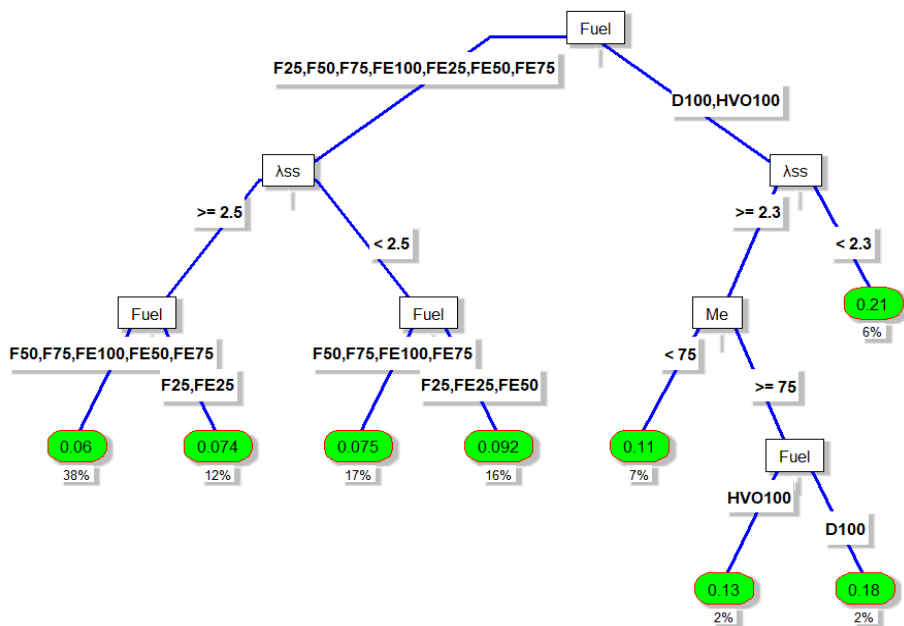 Fuel
F25,F50,F75,FE100,FE25,FE50,FE75
D100,HVO100
λss
λss
>= 2.5
< 2.5
>= 2.3
< 2.3
Fuel
Fuel
Me
0.21
6%
F50,F75,FE100,FE50,FE75
F25,FE25
F50,F75,FE100,FE75
F25,FE25,FE50
< 75
>= 75
0.06
0.074
0.075
0.092
0.11
Fuel
38%
12%
17%
16%
7%
HVO100
D100
0.13
0.18
2%
2%